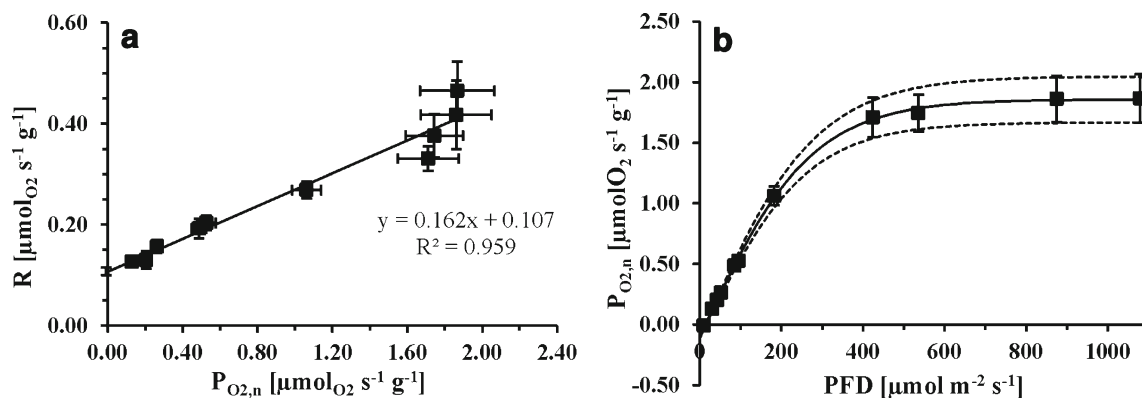 a
0.60
0.40
0.20
0.00
R [μmol_O2 s⁻¹ g⁻¹]
y = 0.162x + 0.107
R² = 0.959
0.00 0.40 0.80 1.20 1.60 2.00 2.40
P_O2,n [μmol_O2 s⁻¹ g⁻¹]
b
2.50
2.00
1.50
1.00
0.50
0.00
-0.50
P_O2,n [μmolO₂ s⁻¹ g⁻¹]
0 200 400 600 800 1000
PFD [μmol m⁻² s⁻¹]